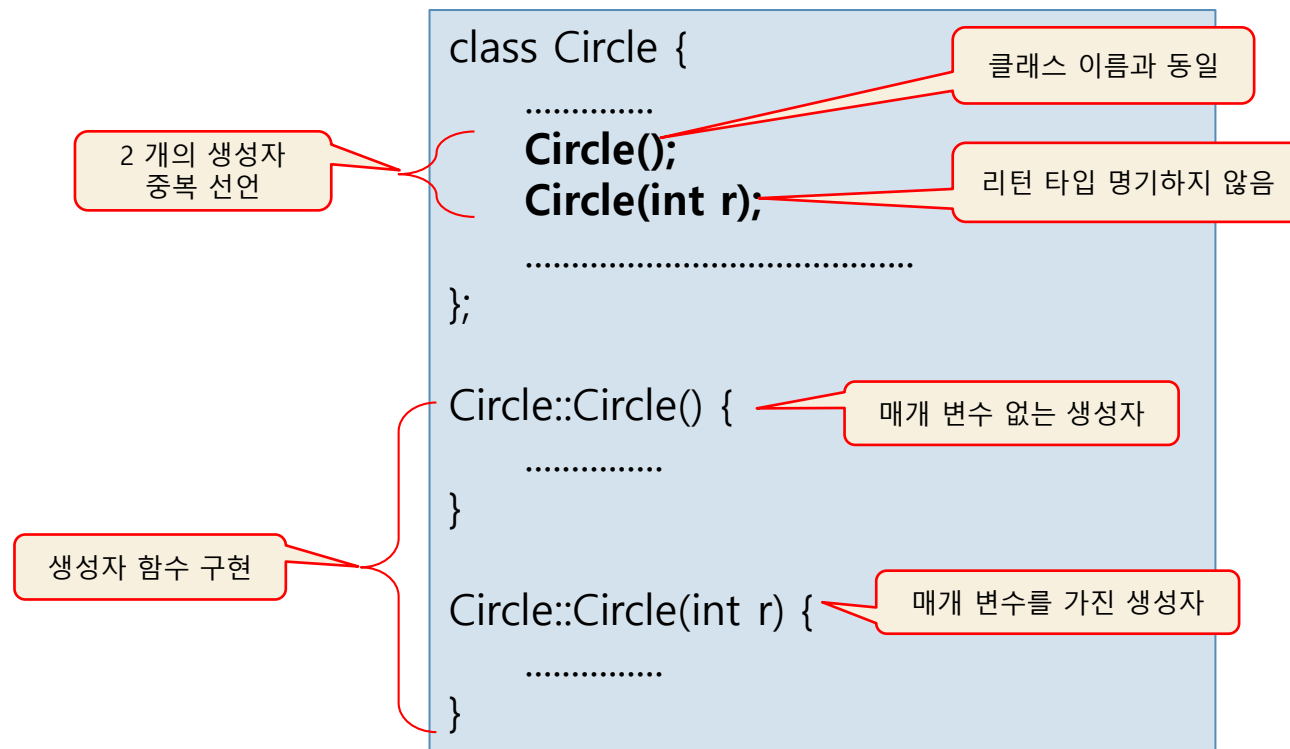 class Circle {
클래스 이름과 동일
..............
2 개의 생성자
중복 선언
Circle();
Circle(int r);
리턴 타입 명기하지 않음
..........................................
};
Circle::Circle() {
매개 변수 없는 생성자
...............
}
생성자 함수 구현
Circle::Circle(int r) {
매개 변수를 가진 생성자
...............
}